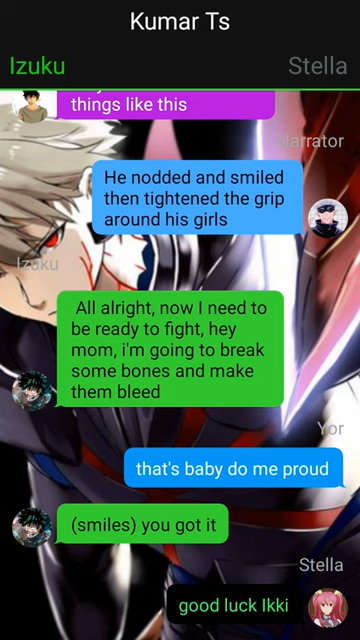 Kumar Ts
Izuku
Stella
things like this
Narrator
He nodded and smiled
then tightened the grip
around his girls
Izuku
All alright, now I need to
be ready to fight, hey
mom, i'm going to break
some bones and make
them bleed
Yor
that's baby do me proud
(smiles) you got it
Stella
good luck Ikki